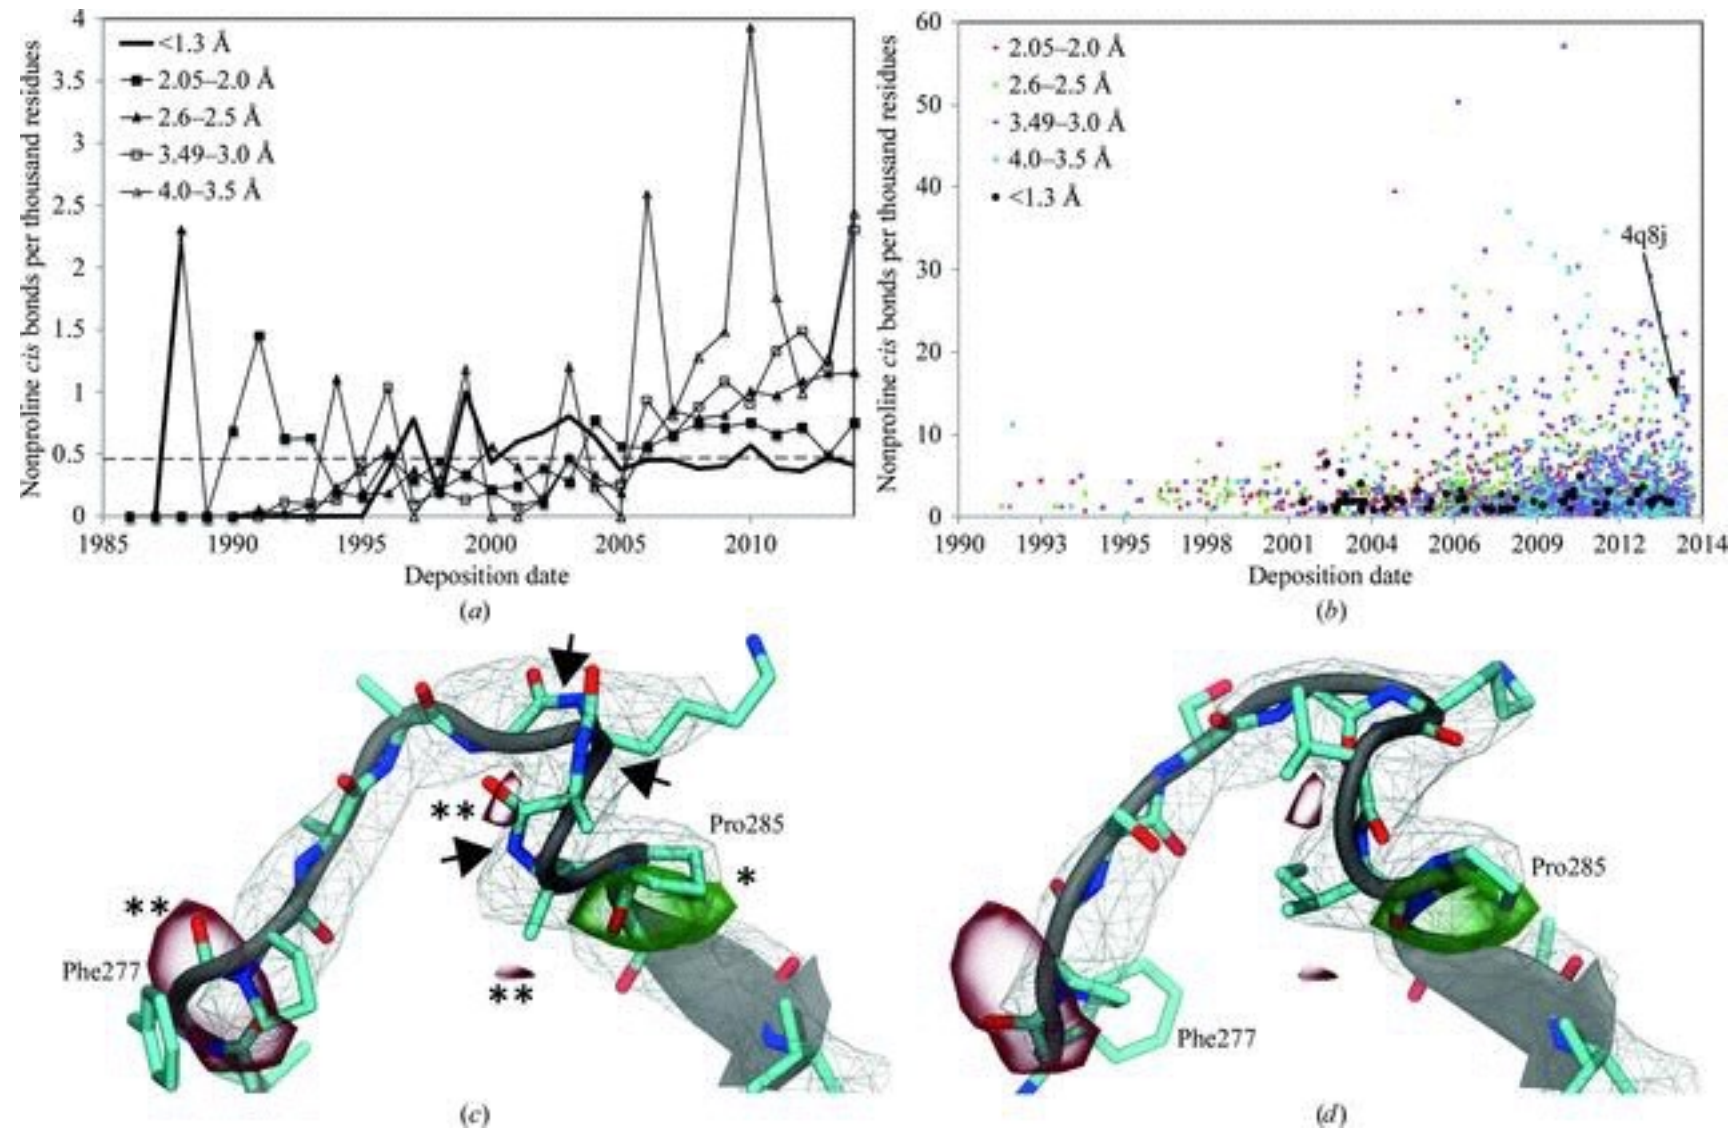 Nonproline cis bonds per thousand residues
4
3.5
3
2.5
2
1.5
1
0.5
0
<1.3 Å
2.05–2.0 Å
2.6–2.5 Å
3.49–3.0 Å
4.0–3.5 Å
1985 1990 1995 2000 2005 2010
Deposition date
(a)
Nonproline cis bonds per thousand residues
60
50
40
30
20
10
0
2.05–2.0 Å
2.6–2.5 Å
3.49–3.0 Å
4.0–3.5 Å
<1.3 Å
4q8j
1990 1993 1995 1998 2001 2004 2006 2009 2012 2014
Deposition date
(b)
**
Pro285
*
**
Phe277
**
(c)
Pro285
Phe277
(d)